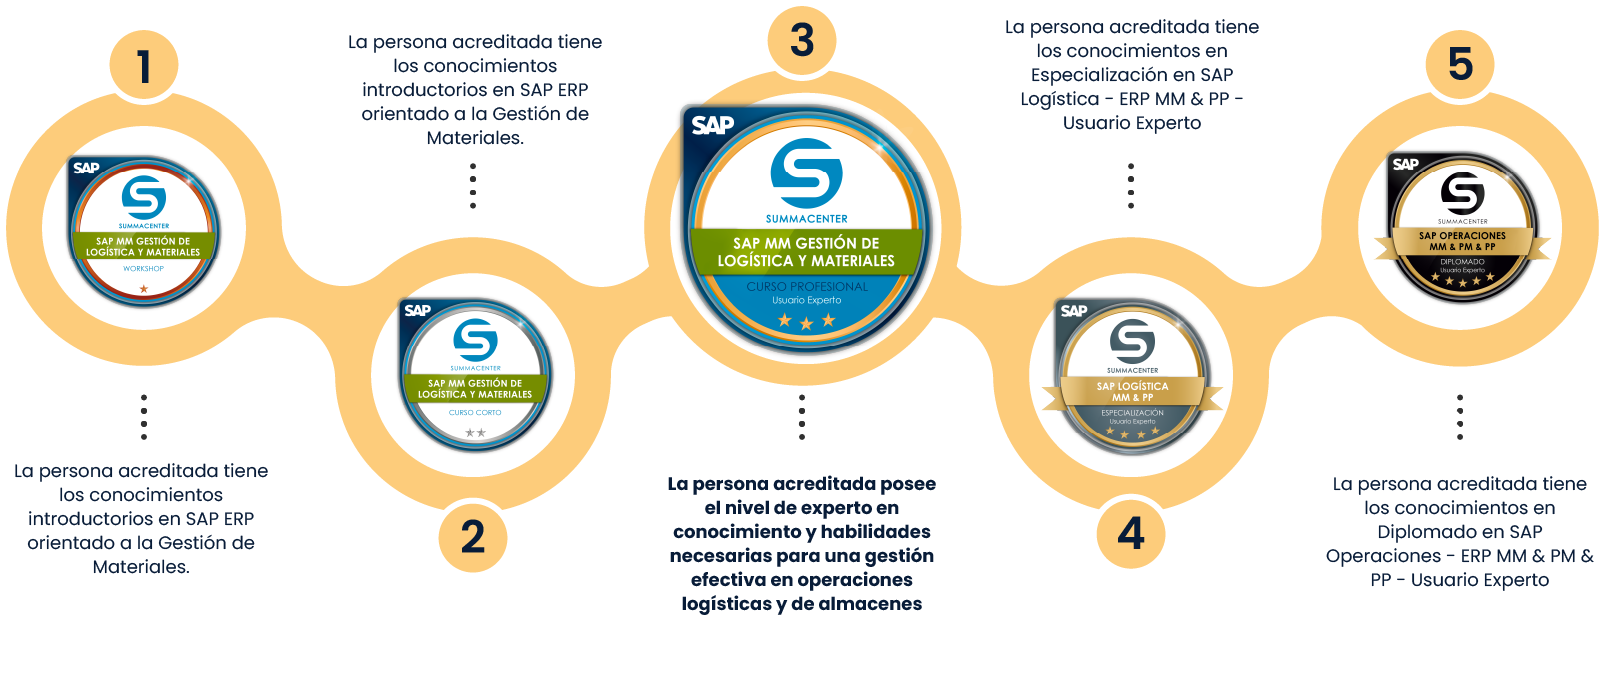 1
SAP
SUMMACENTER
SAP MM GESTIÓN DE
LOGÍSTICA Y MATERIALES
WORKSHOP
La persona acreditada tiene
los conocimientos
introductorios en SAP ERP
orientado a la Gestión de
Materiales.
La persona acreditada tiene
los conocimientos
introductorios en SAP ERP
orientado a la Gestión de
Materiales.
SAP
SUMMACENTER
SAP MM GESTIÓN DE
LOGÍSTICA Y MATERIALES
CURSO CORTO
2
3
SAP
SUMMACENTER
SAP MM GESTIÓN DE
LOGÍSTICA Y MATERIALES
CURSO PROFESIONAL
Usuario Experto
La persona acreditada posee
el nivel de experto en
conocimiento y habilidades
necesarias para una gestión
efectiva en operaciones
logísticas y de almacenes
La persona acreditada tiene
los conocimientos en
Especialización en SAP
Logística - ERP MM & PP -
Usuario Experto
SAP
SUMMACENTER
SAP LOGÍSTICA
MM & PP
ESPECIALIZACIÓN
Usuario Experto
4
5
SAP
SUMMACENTER
SAP OPERACIONES
MM & PM & PP
DIPLOMADO
Usuario Experto
La persona acreditada tiene
los conocimientos en
Diplomado en SAP
Operaciones - ERP MM & PM &
PP - Usuario Experto